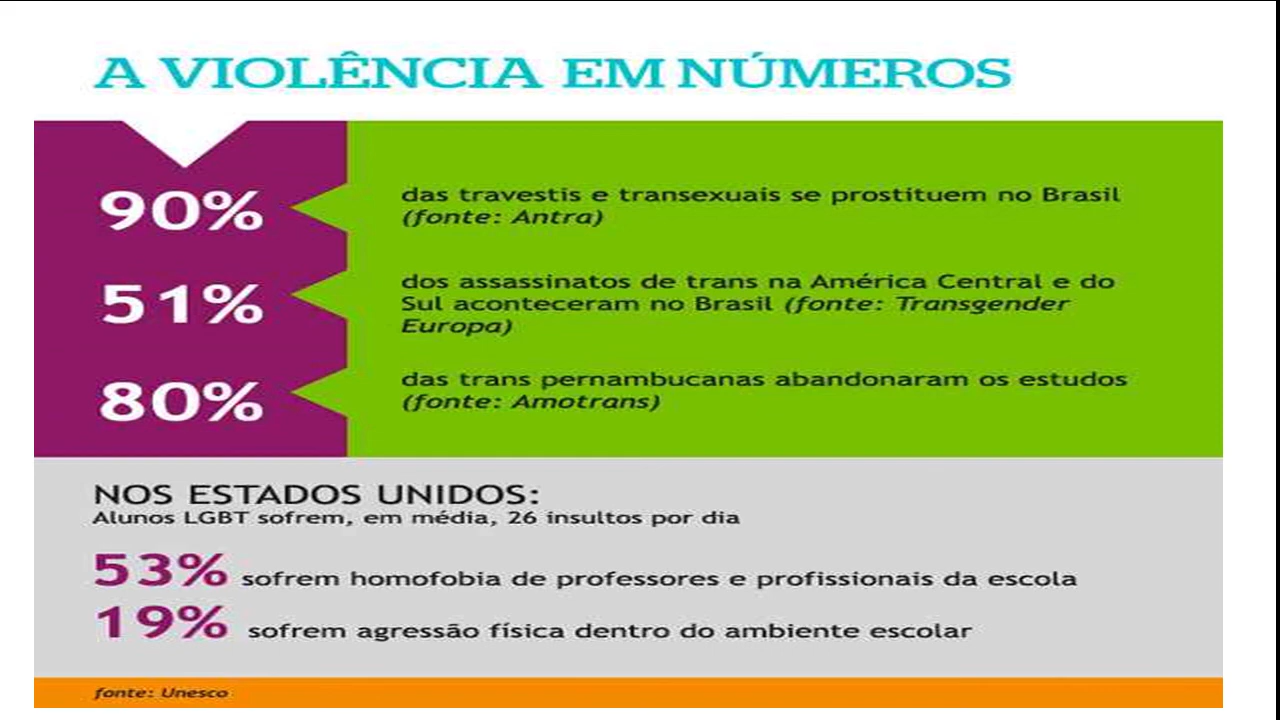 A VIOLÊNCIA EM NÚMEROS
90%
das travestis e transexuais se prostituem no Brasil
(fonte: Antra)
51%
dos assassinatos de trans na América Central e do
Sul aconteceram no Brasil (fonte: Transgender
Europa)
80%
das trans pernambucanas abandonaram os estudos
(fonte: Amotrans)
NOS ESTADOS UNIDOS:
Alunos LGBT sofrem, em média, 26 insultos por dia
53% sofrem homofobia de professores e profissionais da escola
19% sofrem agressão física dentro do ambiente escolar
fonte: Unesco